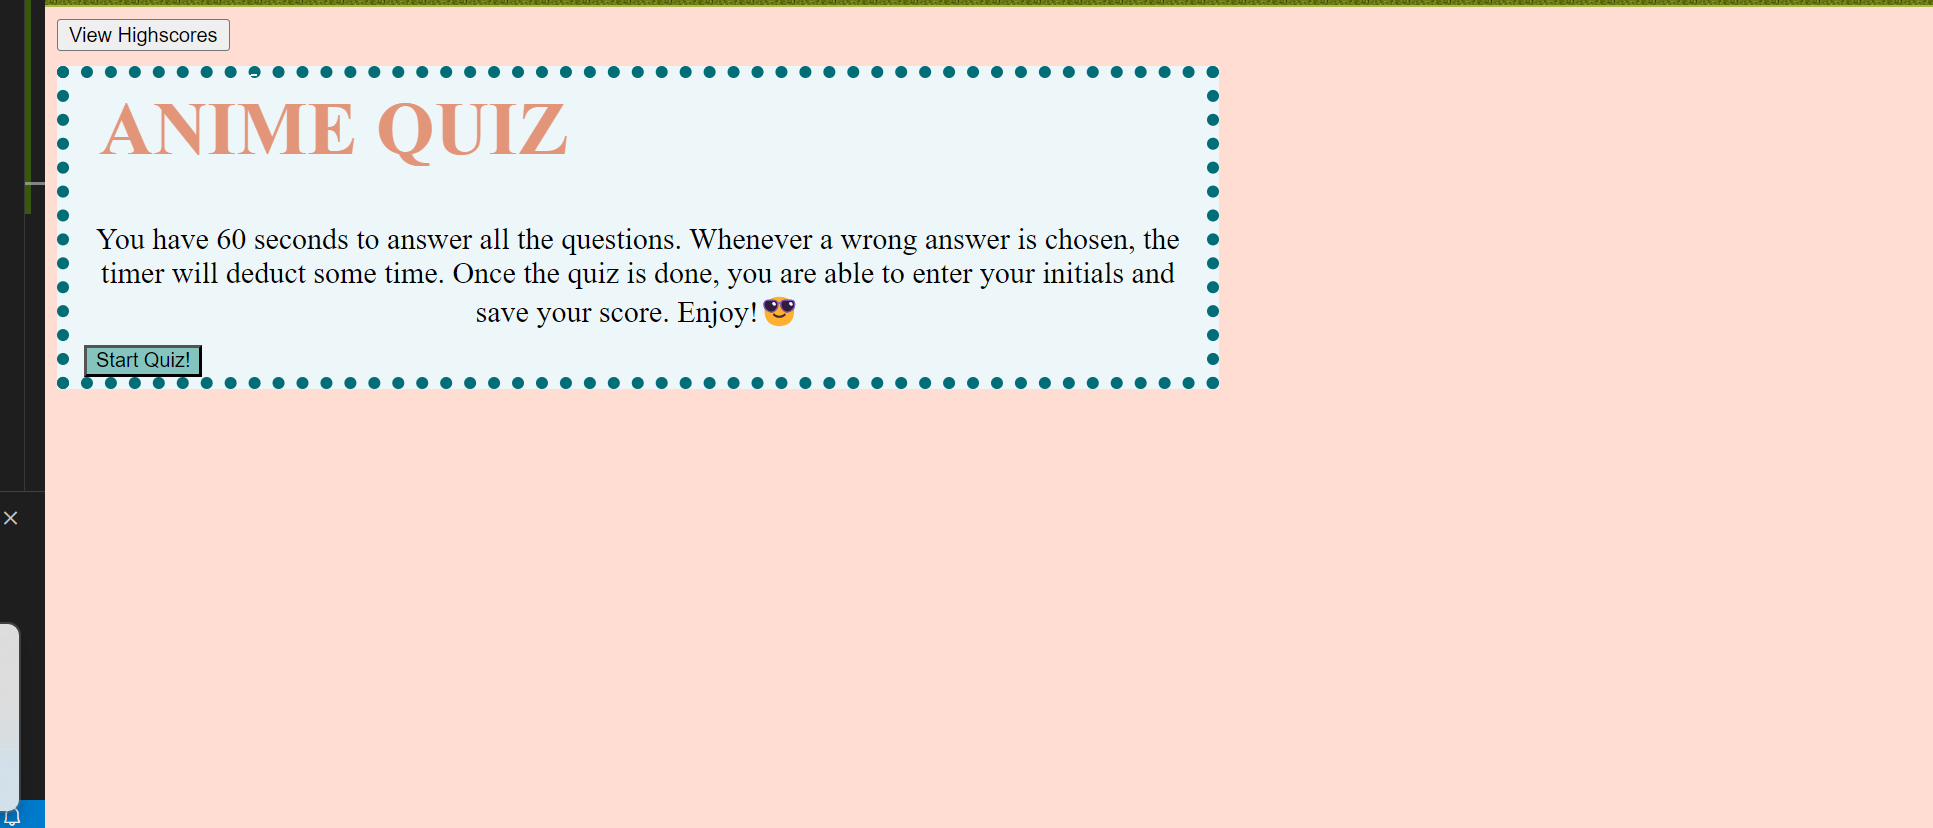 View Highscores
ANIME QUIZ
You have 60 seconds to answer all the questions. Whenever a wrong answer is chosen, the
timer will deduct some time. Once the quiz is done, you are able to enter your initials and
save your score. Enjoy!😎
Start Quiz!